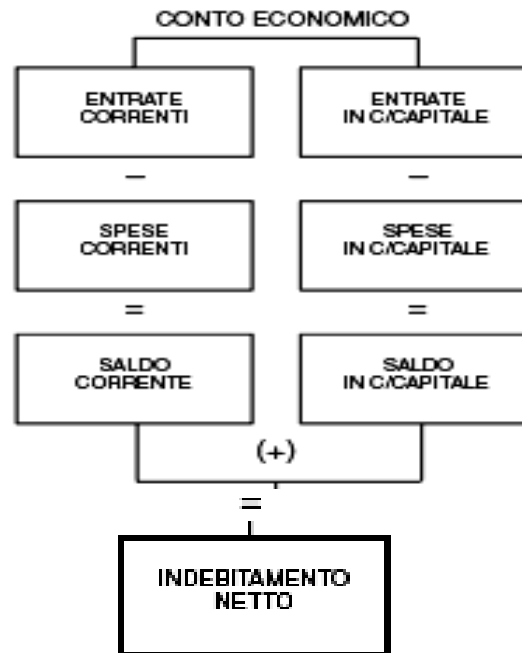 CONTO ECONOMICO
ENTRATE
CORRENTI
ENTRATE
IN C/CAPITALE
–
–
SPESE
CORRENTI
SPESE
IN C/CAPITALE
=
=
SALDO
CORRENTE
SALDO
IN C/CAPITALE
(+)
=
INDEBITAMENTO
NETTO